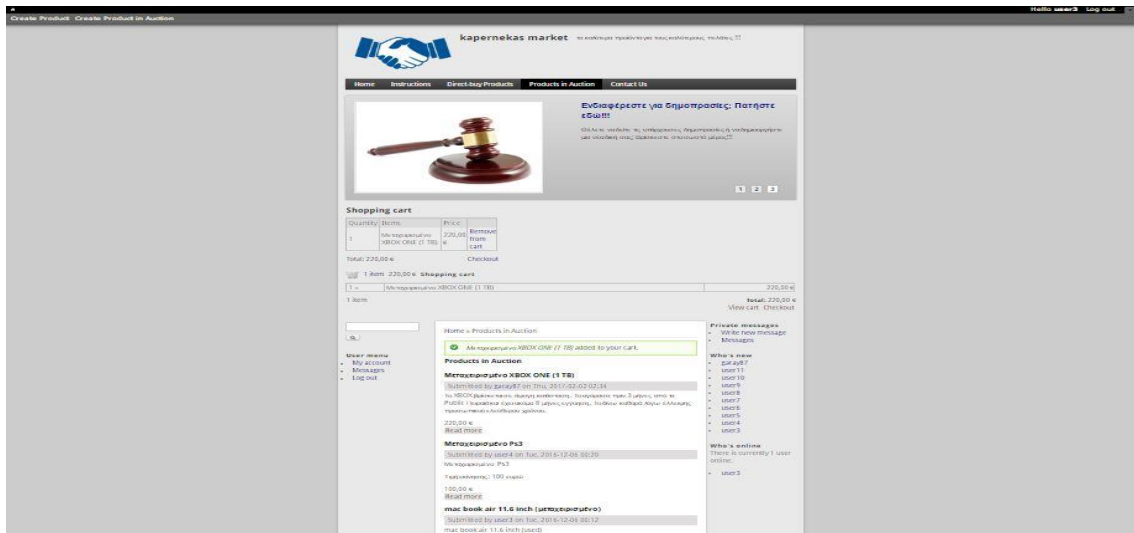 Hello user3 Log out
Create Product Create Product in Auction
kapernekas market
Home Instructions Direct-buy Products Products in Auction Contact Us
Ενδιαφέρεστε για δημοπρασίες; Πατήστε
εδώ!!!
1 2 3
Shopping cart
Quantity Items Price
1 Μεταχειρισμένο XBOX ONE (1 TB) 220,00 € Remove from cart
Total: 220,00 € Checkout
1 item 220,00 € Shopping cart
1 × Μεταχειρισμένο XBOX ONE (1 TB) 220,00 €
1 item Total: 220,00 €
View cart Checkout
User menu
My account
Messages
Log out
Home » Products in Auction
Μεταχειρισμένο XBOX ONE (1 TB) added to your cart.
Products in Auction
Μεταχειρισμένο XBOX ONE (1 TB)
Submitted by garay87 on Thu, 2017-02-02 02:34
220,00 €
Read more
Μεταχειρισμένο Ps3
Submitted by user4 on Tue, 2016-12-06 00:20
Μεταχειρισμένο Ps3
Τιμή εκκίνησης: 100 ευρώ
100,00 €
Read more
mac book air 11.6 inch (μεταχειρισμένο)
Submitted by user3 on Tue, 2016-12-06 00:12
mac book air 11.6 inch (used)
Private messages
Write new message
Messages
Who's new
garay87
user11
user10
user9
user8
user7
user6
user5
user4
user3
Who's online
There is currently 1 user
online.
user3